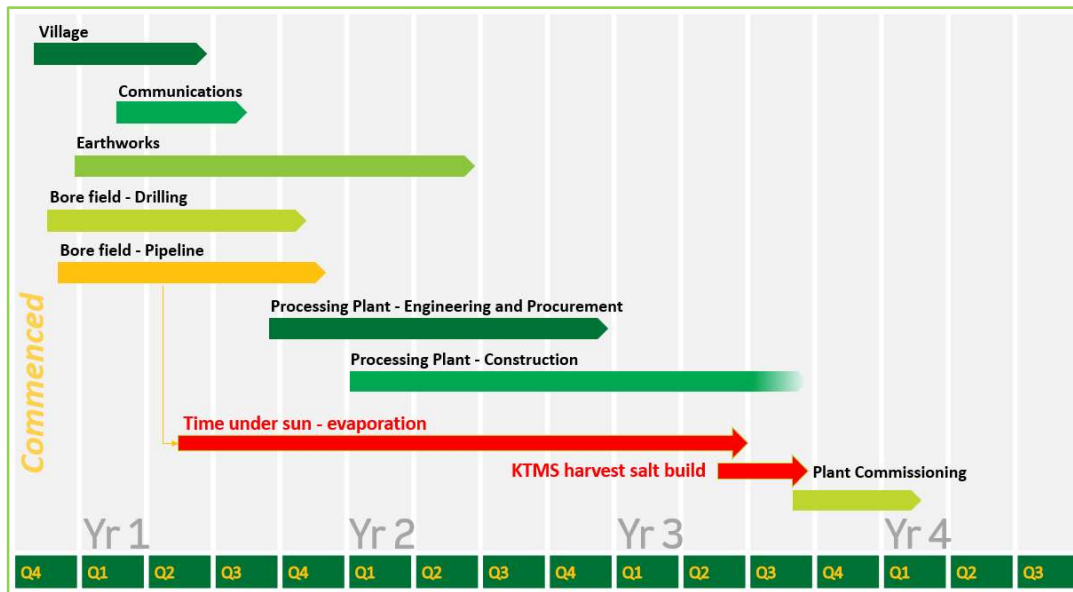 Village
Communications
Earthworks
Bore field - Drilling
Bore field - Pipeline
Processing Plant - Engineering and Procurement
Processing Plant - Construction
Commenced
Time under sun - evaporation
KTMS harvest salt build
Plant Commissioning
Yr 1 Yr 2 Yr 3 Yr 4
Q4 Q1 Q2 Q3 Q4 Q1 Q2 Q3 Q4 Q1 Q2 Q3 Q4 Q1 Q2 Q3